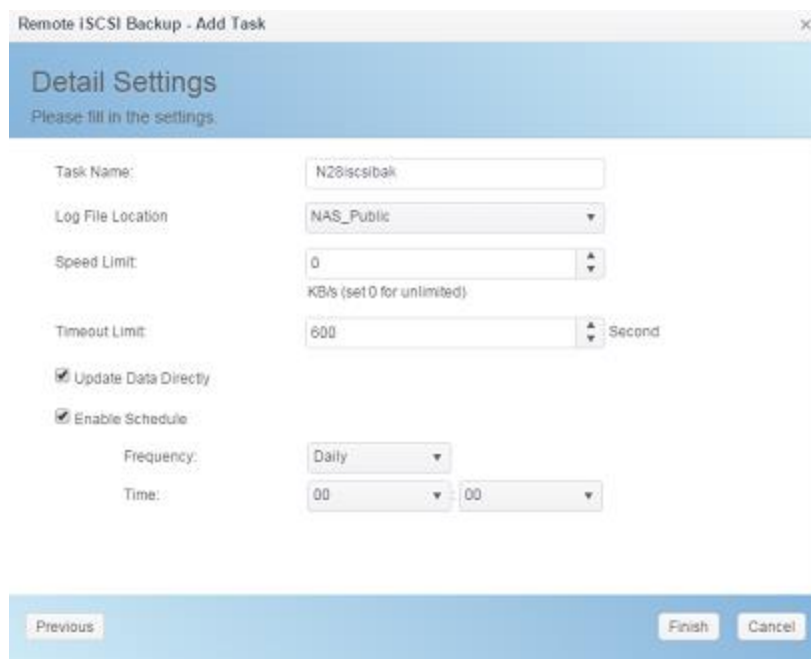 Remote iSCSI Backup - Add Task
Detail Settings
Please fill in the settings.
Task Name: N28iscsibak
Log File Location NAS_Public
Speed Limit: 0
KB/s (set 0 for unlimited)
Timeout Limit: 600 Second
Update Data Directly
Enable Schedule
Frequency: Daily
Time: 00 : 00
Previous Finish Cancel